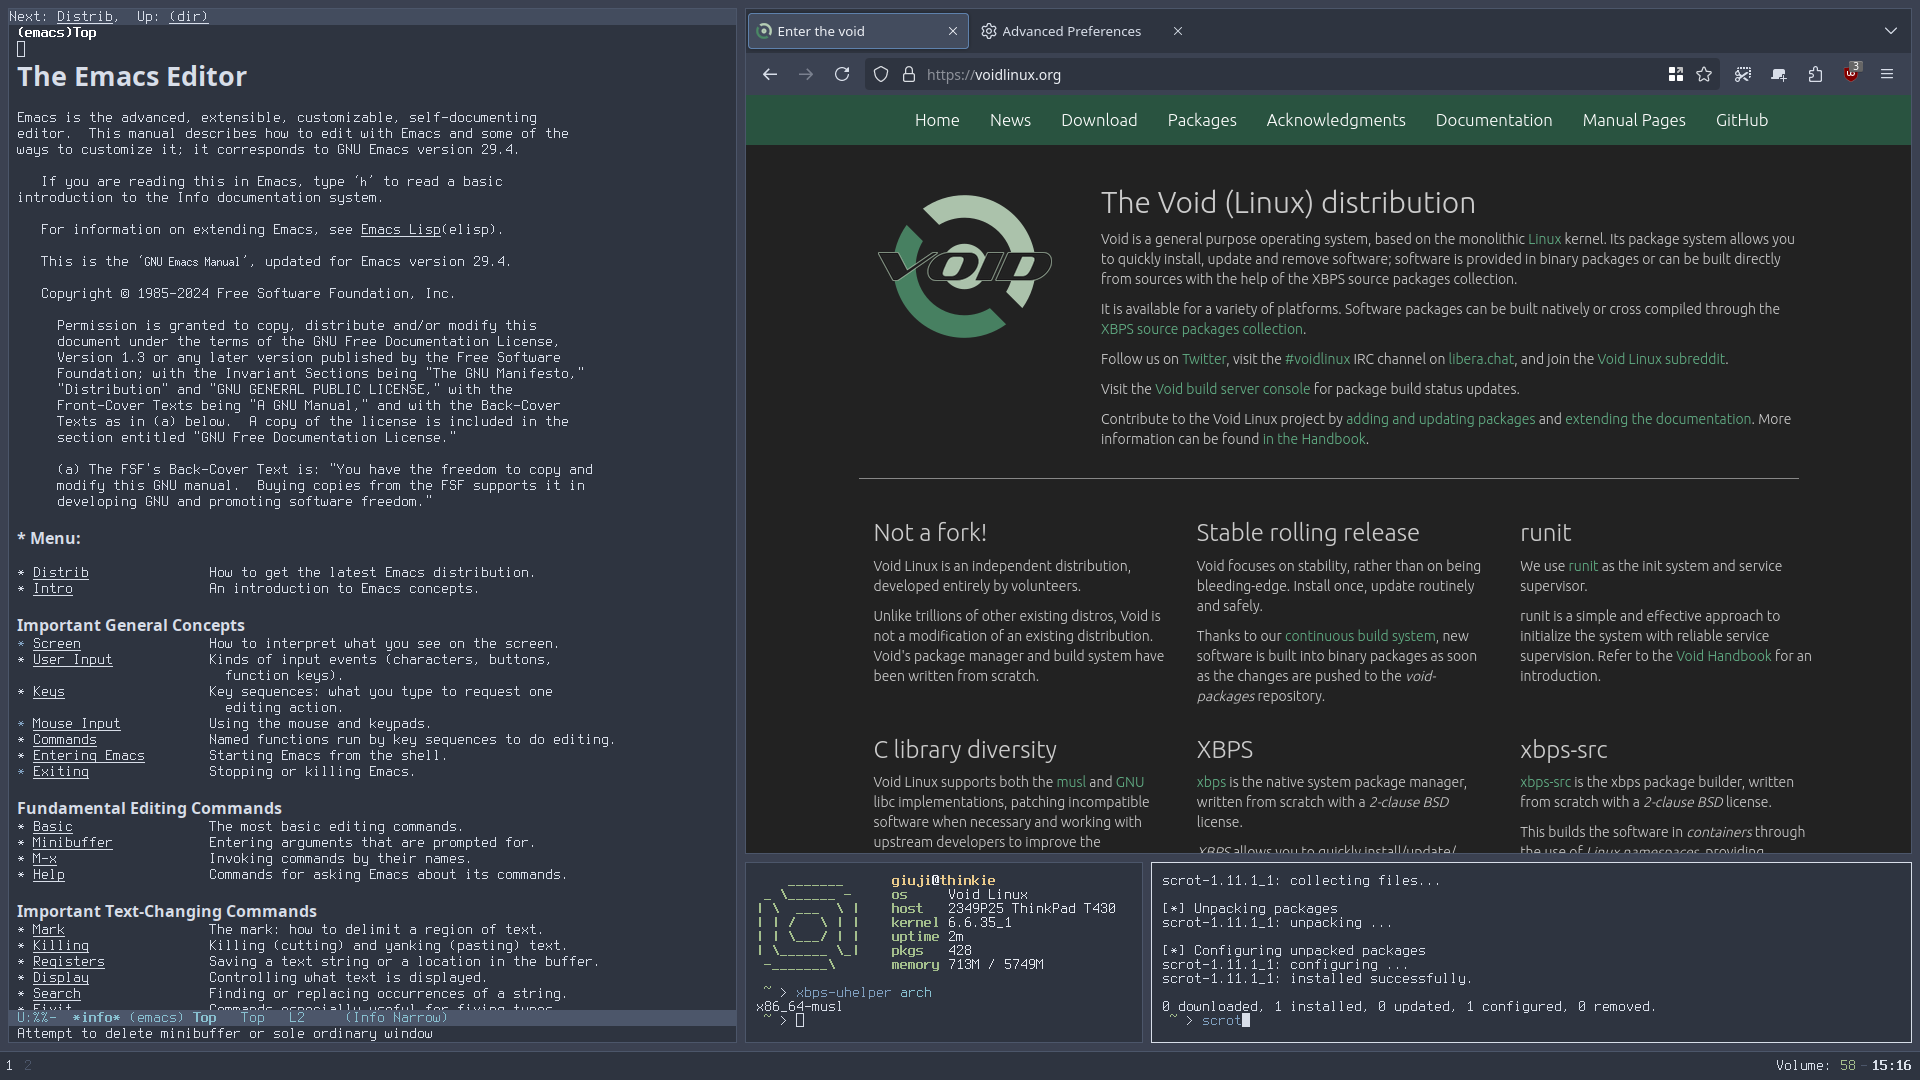 Next: Distrib,  Up: (dir)
(emacs)Top
The Emacs Editor
Emacs is the advanced, extensible, customizable, self-documenting
editor.  This manual describes how to edit with Emacs and some of the
ways to customize it; it corresponds to GNU Emacs version 29.4.
If you are reading this in Emacs, type ‘h’ to read a basic
introduction to the Info documentation system.
For information on extending Emacs, see Emacs Lisp(elisp).
This is the ‘GNU Emacs Manual’, updated for Emacs version 29.4.
Copyright © 1985–2024 Free Software Foundation, Inc.
Permission is granted to copy, distribute and/or modify this
document under the terms of the GNU Free Documentation License,
Version 1.3 or any later version published by the Free Software
Foundation; with the Invariant Sections being "The GNU Manifesto,"
"Distribution" and "GNU GENERAL PUBLIC LICENSE," with the
Front-Cover Texts being "A GNU Manual," and with the Back-Cover
Texts as in (a) below.  A copy of the license is included in the
section entitled "GNU Free Documentation License."
(a) The FSF's Back-Cover Text is: "You have the freedom to copy and
modify this GNU manual.  Buying copies from the FSF supports it in
developing GNU and promoting software freedom."
* Menu:
* Distrib How to get the latest Emacs distribution.
* Intro An introduction to Emacs concepts.
Important General Concepts
* Screen How to interpret what you see on the screen.
* User Input Kinds of input events (characters, buttons,
function keys).
* Keys Key sequences: what you type to request one
editing action.
* Mouse Input Using the mouse and keypads.
* Commands Named functions run by key sequences to do editing.
* Entering Emacs Starting Emacs from the shell.
* Exiting Stopping or killing Emacs.
Fundamental Editing Commands
* Basic The most basic editing commands.
* Minibuffer Entering arguments that are prompted for.
* M-x Invoking commands by their names.
* Help Commands for asking Emacs about its commands.
Important Text-Changing Commands
* Mark The mark: how to delimit a region of text.
* Killing Killing (cutting) and yanking (pasting) text.
* Registers Saving a text string or a location in the buffer.
* Display Controlling what text is displayed.
* Search Finding or replacing occurrences of a string.
* Fixit Commands especially useful for fixing typos.
U:%%-  *info* (emacs) Top   Top   L2     (Info Narrow)
Attempt to delete minibuffer or sole ordinary window
Enter the void
Advanced Preferences
https://voidlinux.org
3
Home News Download Packages Acknowledgments Documentation Manual Pages GitHub
VOID
The Void (Linux) distribution
Void is a general purpose operating system, based on the monolithic Linux kernel. Its package system allows you
to quickly install, update and remove software; software is provided in binary packages or can be built directly
from sources with the help of the XBPS source packages collection.
It is available for a variety of platforms. Software packages can be built natively or cross compiled through the
XBPS source packages collection.
Follow us on Twitter, visit the #voidlinux IRC channel on libera.chat, and join the Void Linux subreddit.
Visit the Void build server console for package build status updates.
Contribute to the Void Linux project by adding and updating packages and extending the documentation. More
information can be found in the Handbook.
Not a fork!
Void Linux is an independent distribution,
developed entirely by volunteers.
Unlike trillions of other existing distros, Void is
not a modification of an existing distribution.
Void's package manager and build system have
been written from scratch.
Stable rolling release
Void focuses on stability, rather than on being
bleeding-edge. Install once, update routinely
and safely.
Thanks to our continuous build system, new
software is built into binary packages as soon
as the changes are pushed to the void-
packages repository.
runit
We use runit as the init system and service
supervisor.
runit is a simple and effective approach to
initialize the system with reliable service
supervision. Refer to the Void Handbook for an
introduction.
C library diversity
Void Linux supports both the musl and GNU
libc implementations, patching incompatible
software when necessary and working with
upstream developers to improve the
XBPS
xbps is the native system package manager,
written from scratch with a 2-clause BSD
license.
XBPS allows you to quickly install/update/
xbps-src
xbps-src is the xbps package builder, written
from scratch with a 2-clause BSD license.
This builds the software in containers through
the use of Linux namespaces, providing
giuji@thinkie
os Void Linux
host 2349P25 ThinkPad T430
kernel 6.6.35_1
uptime 2m
pkgs 428
memory 713M / 5749M
~ > xbps-uhelper arch
x86_64-musl
~ >
scrot-1.11.1_1: collecting files...
[*] Unpacking packages
scrot-1.11.1_1: unpacking ...
[*] Configuring unpacked packages
scrot-1.11.1_1: configuring ...
scrot-1.11.1_1: installed successfully.
0 downloaded, 1 installed, 0 updated, 1 configured, 0 removed.
~ > scrot
1 2
Volume: 58 - 15:16